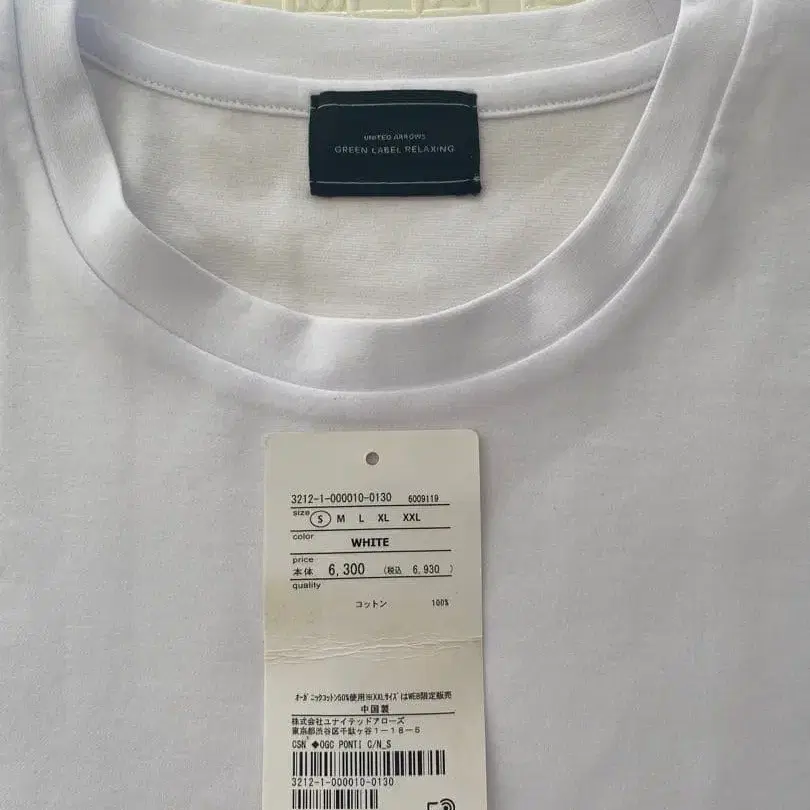 UNITED ARROWS
GREEN LABEL RELAXING
3212-1-000010-0130 6009119
size S M L XL XXL
color
WHITE
price
本体 6,300 (税込 6,930 )
quality
コットン 100%
オーガニックコットン50%使用※XXLサイズはWEB限定販売
中国製
株式会社ユナイテッドアローズ
東京都渋谷区千駄ヶ谷1-18-5
CSN ◆OGC PONTI C/N_S
3212-1-000010-0130